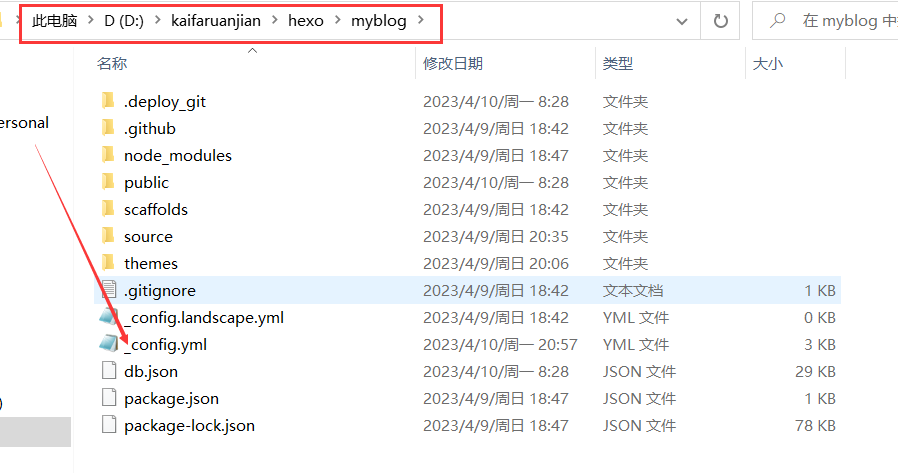 此电脑 > D (D:) > kaifaruanjian > hexo > myblog >
在 myblog 中
名称 修改日期 类型 大小
.deploy_git 2023/4/10/周一 8:28 文件夹
.github 2023/4/9/周日 18:42 文件夹
ersonal
node_modules 2023/4/9/周日 18:47 文件夹
public 2023/4/10/周一 8:28 文件夹
scaffolds 2023/4/9/周日 18:42 文件夹
source 2023/4/9/周日 20:35 文件夹
themes 2023/4/9/周日 20:06 文件夹
.gitignore 2023/4/9/周日 18:42 文本文档 1 KB
_config.landscape.yml 2023/4/9/周日 18:42 YML 文件 0 KB
_config.yml 2023/4/10/周一 20:57 YML 文件 3 KB
db.json 2023/4/10/周一 8:28 JSON 文件 29 KB
package.json 2023/4/9/周日 18:47 JSON 文件 1 KB
)
package-lock.json 2023/4/9/周日 18:47 JSON 文件 78 KB